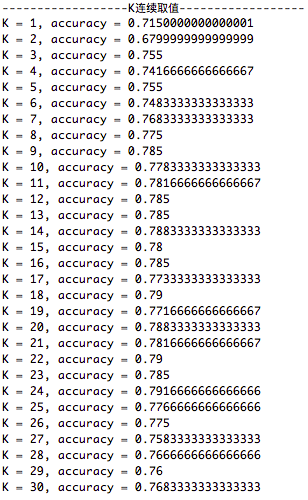 ------------------K连续取值------------------
K = 1, accuracy = 0.7150000000000001
K = 2, accuracy = 0.6799999999999999
K = 3, accuracy = 0.755
K = 4, accuracy = 0.7416666666666667
K = 5, accuracy = 0.755
K = 6, accuracy = 0.7483333333333333
K = 7, accuracy = 0.7683333333333333
K = 8, accuracy = 0.775
K = 9, accuracy = 0.785
K = 10, accuracy = 0.7783333333333333
K = 11, accuracy = 0.7816666666666667
K = 12, accuracy = 0.785
K = 13, accuracy = 0.785
K = 14, accuracy = 0.7883333333333333
K = 15, accuracy = 0.78
K = 16, accuracy = 0.785
K = 17, accuracy = 0.7733333333333333
K = 18, accuracy = 0.79
K = 19, accuracy = 0.7716666666666667
K = 20, accuracy = 0.7883333333333333
K = 21, accuracy = 0.7816666666666667
K = 22, accuracy = 0.79
K = 23, accuracy = 0.785
K = 24, accuracy = 0.7916666666666666
K = 25, accuracy = 0.7766666666666666
K = 26, accuracy = 0.775
K = 27, accuracy = 0.7583333333333333
K = 28, accuracy = 0.7666666666666666
K = 29, accuracy = 0.76
K = 30, accuracy = 0.7683333333333333